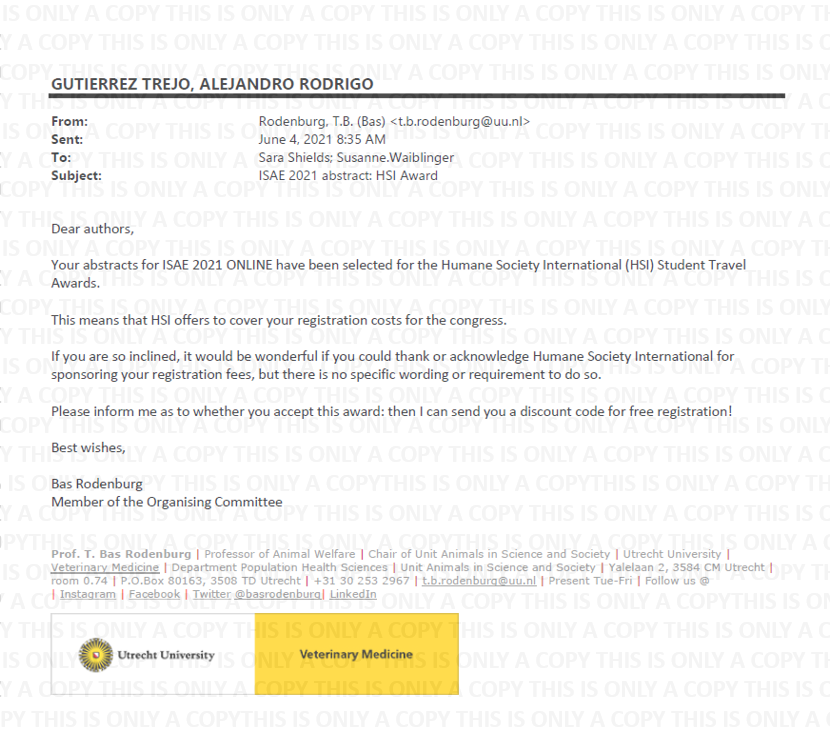 GUTIERREZ TREJO, ALEJANDRO RODRIGO
From: Rodenburg, T.B. (Bas) <t.b.rodenburg@uu.nl>
Sent: June 4, 2021 8:35 AM
To: Sara Shields; Susanne.Waiblinger
Subject: ISAE 2021 abstract: HSI Award
Dear authors,
Your abstracts for ISAE 2021 ONLINE have been selected for the Humane Society International (HSI) Student Travel
Awards.
This means that HSI offers to cover your registration costs for the congress.
If you are so inclined, it would be wonderful if you could thank or acknowledge Humane Society International for
sponsoring your registration fees, but there is no specific wording or requirement to do so.
Please inform me as to whether you accept this award: then I can send you a discount code for free registration!
Best wishes,
Bas Rodenburg
Member of the Organising Committee
Prof. T. Bas Rodenburg | Professor of Animal Welfare | Chair of Unit Animals in Science and Society | Utrecht University |
Veterinary Medicine | Department Population Health Sciences | Unit Animals in Science and Society | Yalelaan 2, 3584 CM Utrecht |
room 0.74 | P.O.Box 80163, 3508 TD Utrecht | +31 30 253 2967 | t.b.rodenburg@uu.nl | Present Tue-Fri | Follow us @
| Instagram | Facebook | Twitter @basrodenburg| LinkedIn
Utrecht University Veterinary Medicine
THIS IS ONLY A COPY